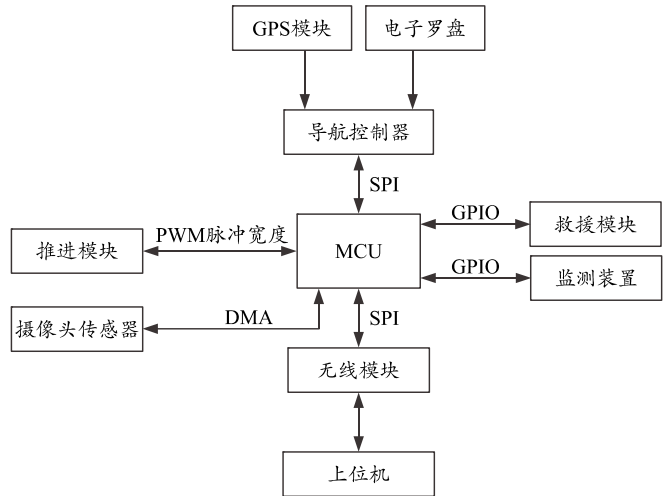 GPS模块
电子罗盘
导航控制器
SPI
PWM脉冲宽度
GPIO
推进模块
MCU
救援模块
GPIO
监测装置
摄像头传感器
DMA
SPI
无线模块
上位机